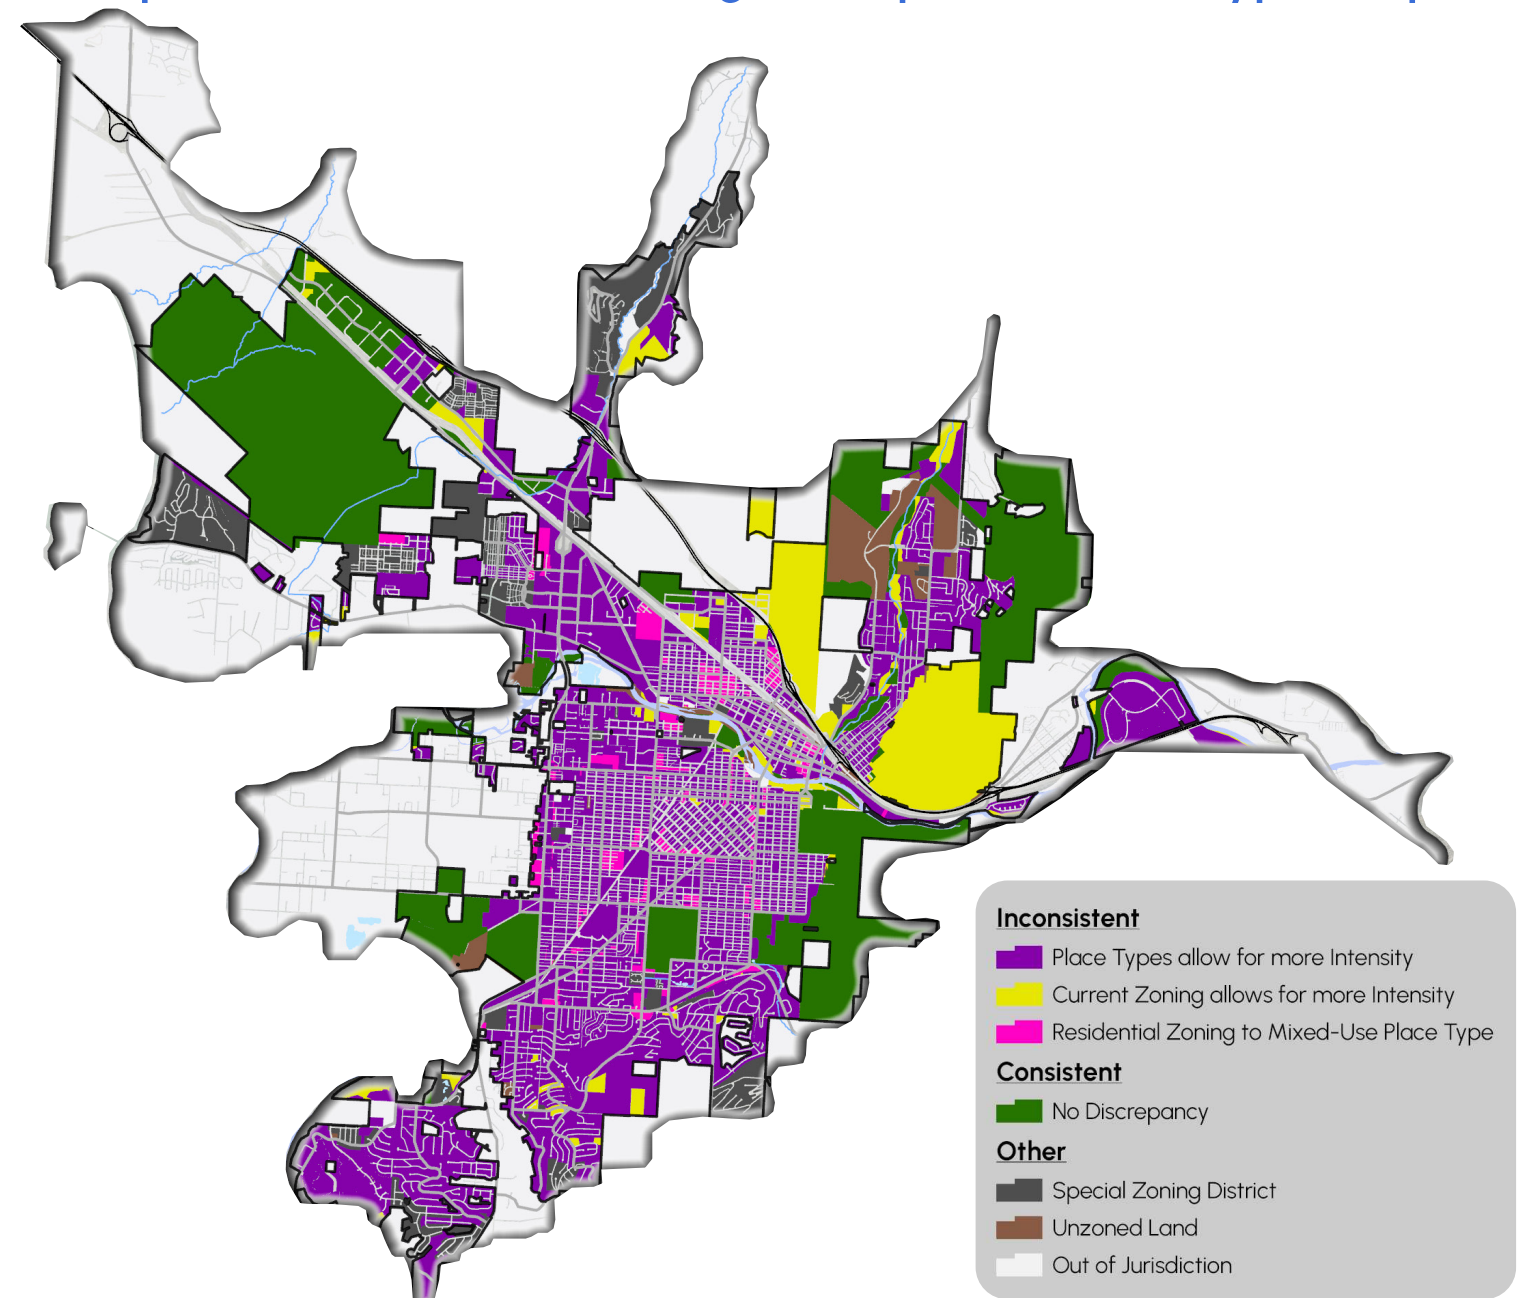 Inconsistent
Place Types allow for more Intensity
Current Zoning allows for more Intensity
Residential Zoning to Mixed-Use Place Type
Consistent
No Discrepancy
Other
Special Zoning District
Unzoned Land
Out of Jurisdiction